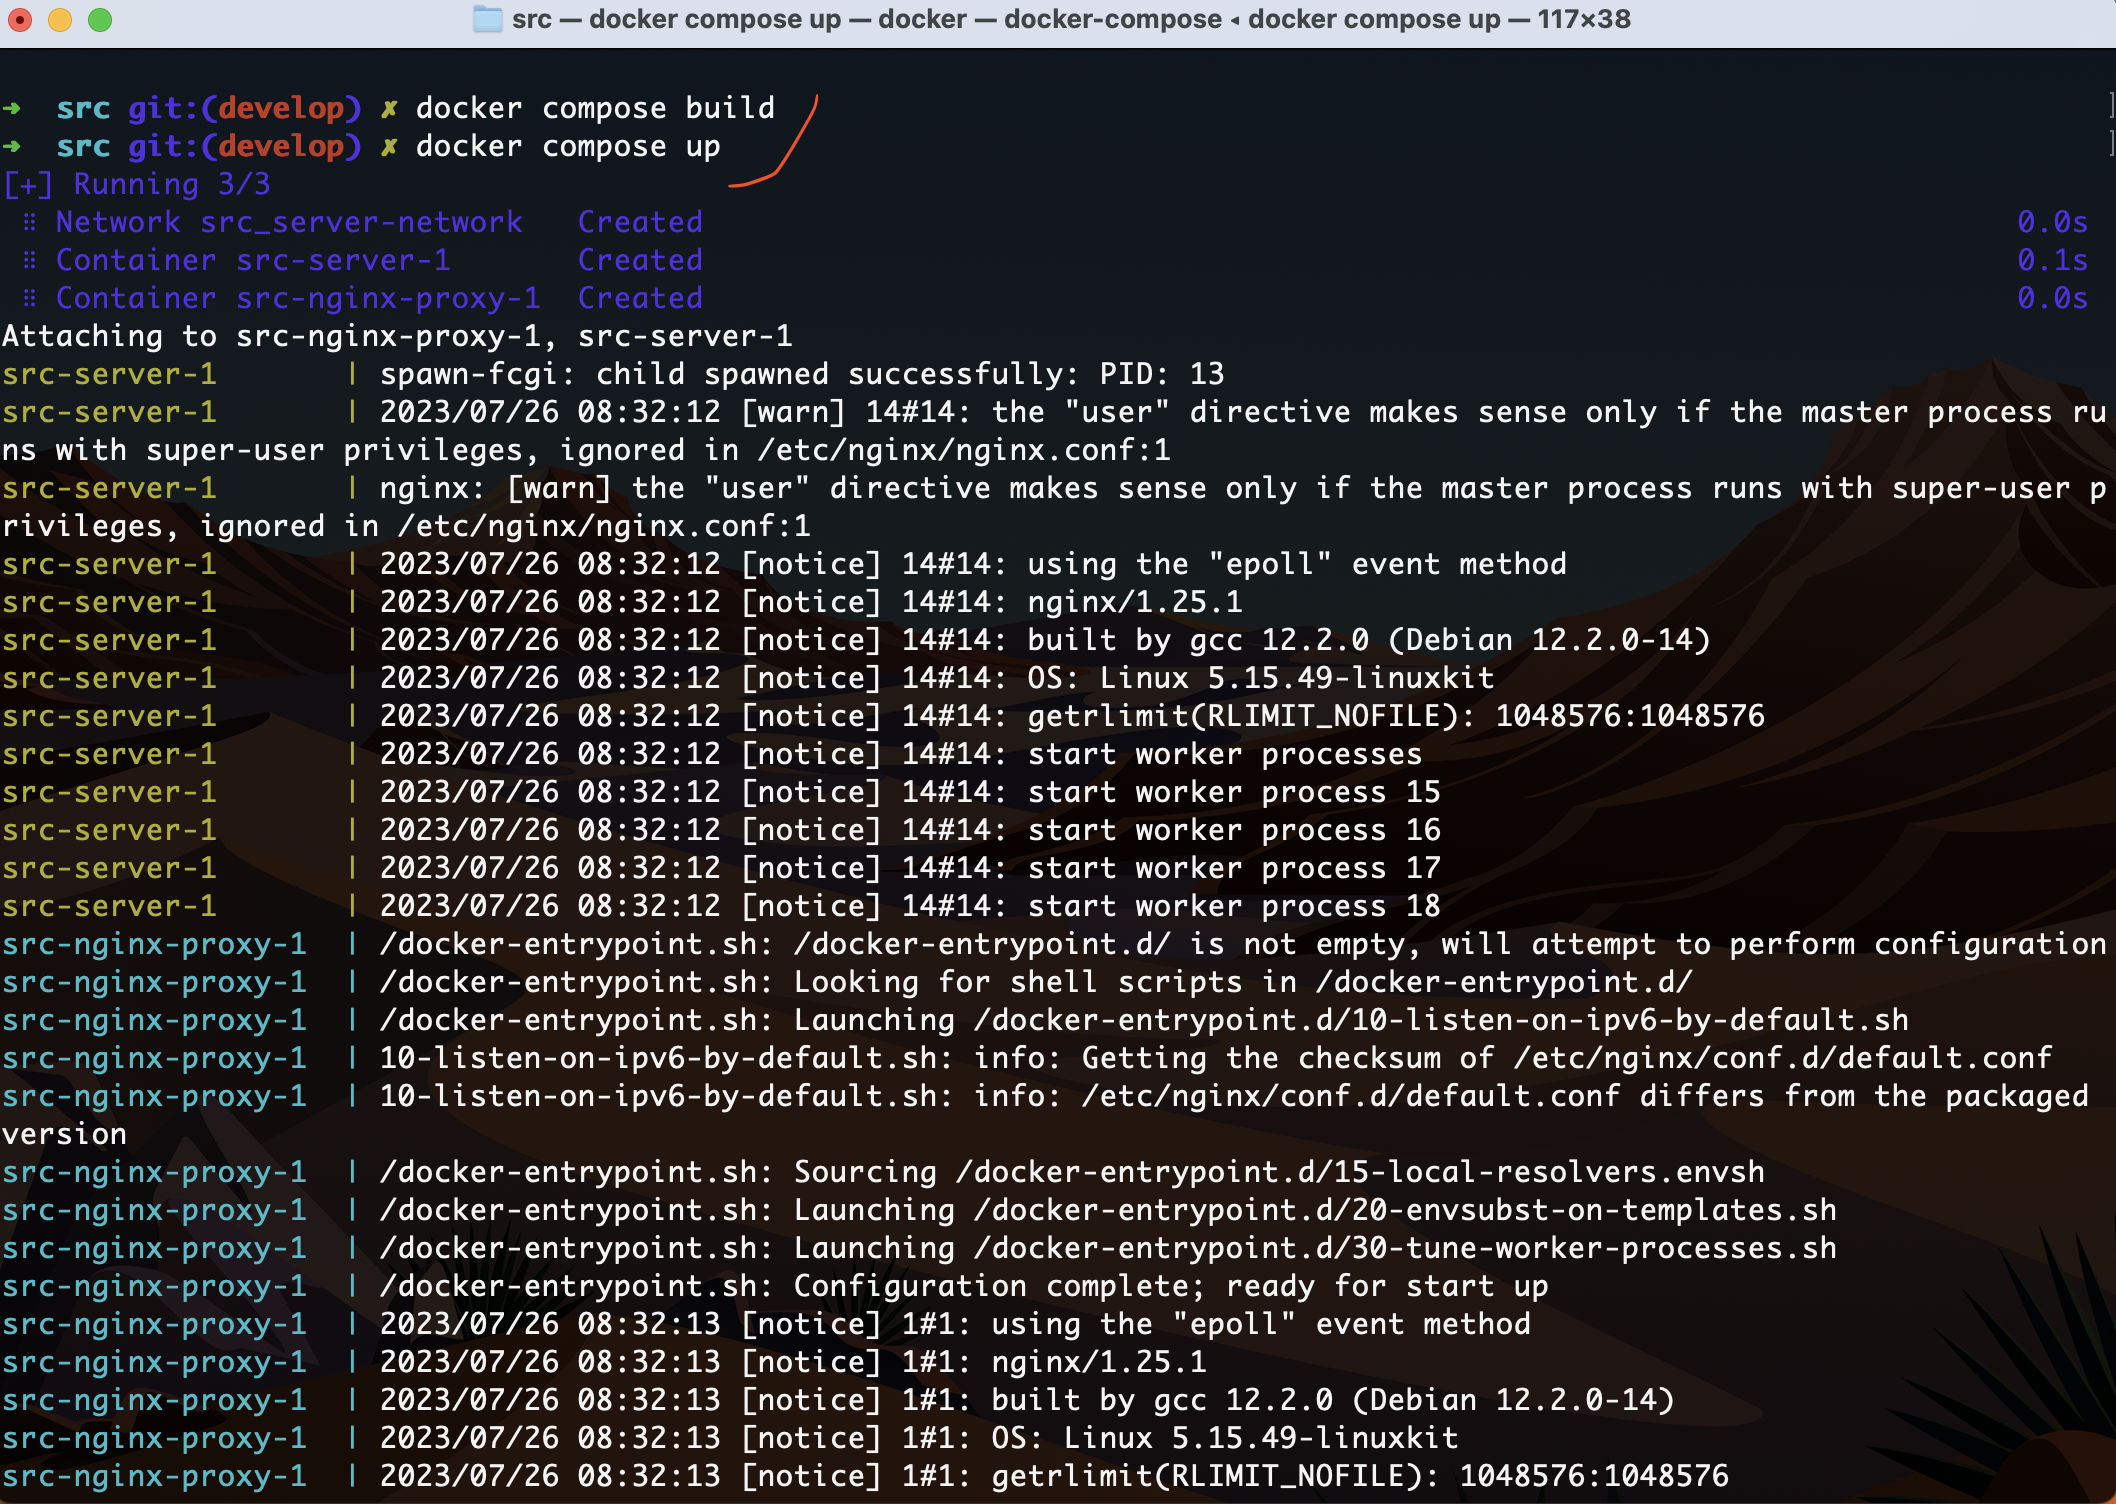 src — docker compose up — docker — docker-compose ◂ docker compose up — 117×38
➜  src git:(develop) ✗ docker compose build
➜  src git:(develop) ✗ docker compose up
[+] Running 3/3
 ⠿ Network src_server-network   Created 0.0s
 ⠿ Container src-server-1       Created 0.1s
 ⠿ Container src-nginx-proxy-1  Created 0.0s
Attaching to src-nginx-proxy-1, src-server-1
src-server-1       | spawn-fcgi: child spawned successfully: PID: 13
src-server-1       | 2023/07/26 08:32:12 [warn] 14#14: the "user" directive makes sense only if the master process ru
ns with super-user privileges, ignored in /etc/nginx/nginx.conf:1
src-server-1       | nginx: [warn] the "user" directive makes sense only if the master process runs with super-user p
rivileges, ignored in /etc/nginx/nginx.conf:1
src-server-1       | 2023/07/26 08:32:12 [notice] 14#14: using the "epoll" event method
src-server-1       | 2023/07/26 08:32:12 [notice] 14#14: nginx/1.25.1
src-server-1       | 2023/07/26 08:32:12 [notice] 14#14: built by gcc 12.2.0 (Debian 12.2.0-14)
src-server-1       | 2023/07/26 08:32:12 [notice] 14#14: OS: Linux 5.15.49-linuxkit
src-server-1       | 2023/07/26 08:32:12 [notice] 14#14: getrlimit(RLIMIT_NOFILE): 1048576:1048576
src-server-1       | 2023/07/26 08:32:12 [notice] 14#14: start worker processes
src-server-1       | 2023/07/26 08:32:12 [notice] 14#14: start worker process 15
src-server-1       | 2023/07/26 08:32:12 [notice] 14#14: start worker process 16
src-server-1       | 2023/07/26 08:32:12 [notice] 14#14: start worker process 17
src-server-1       | 2023/07/26 08:32:12 [notice] 14#14: start worker process 18
src-nginx-proxy-1  | /docker-entrypoint.sh: /docker-entrypoint.d/ is not empty, will attempt to perform configuration
src-nginx-proxy-1  | /docker-entrypoint.sh: Looking for shell scripts in /docker-entrypoint.d/
src-nginx-proxy-1  | /docker-entrypoint.sh: Launching /docker-entrypoint.d/10-listen-on-ipv6-by-default.sh
src-nginx-proxy-1  | 10-listen-on-ipv6-by-default.sh: info: Getting the checksum of /etc/nginx/conf.d/default.conf
src-nginx-proxy-1  | 10-listen-on-ipv6-by-default.sh: info: /etc/nginx/conf.d/default.conf differs from the packaged
version
src-nginx-proxy-1  | /docker-entrypoint.sh: Sourcing /docker-entrypoint.d/15-local-resolvers.envsh
src-nginx-proxy-1  | /docker-entrypoint.sh: Launching /docker-entrypoint.d/20-envsubst-on-templates.sh
src-nginx-proxy-1  | /docker-entrypoint.sh: Launching /docker-entrypoint.d/30-tune-worker-processes.sh
src-nginx-proxy-1  | /docker-entrypoint.sh: Configuration complete; ready for start up
src-nginx-proxy-1  | 2023/07/26 08:32:13 [notice] 1#1: using the "epoll" event method
src-nginx-proxy-1  | 2023/07/26 08:32:13 [notice] 1#1: nginx/1.25.1
src-nginx-proxy-1  | 2023/07/26 08:32:13 [notice] 1#1: built by gcc 12.2.0 (Debian 12.2.0-14)
src-nginx-proxy-1  | 2023/07/26 08:32:13 [notice] 1#1: OS: Linux 5.15.49-linuxkit
src-nginx-proxy-1  | 2023/07/26 08:32:13 [notice] 1#1: getrlimit(RLIMIT_NOFILE): 1048576:1048576